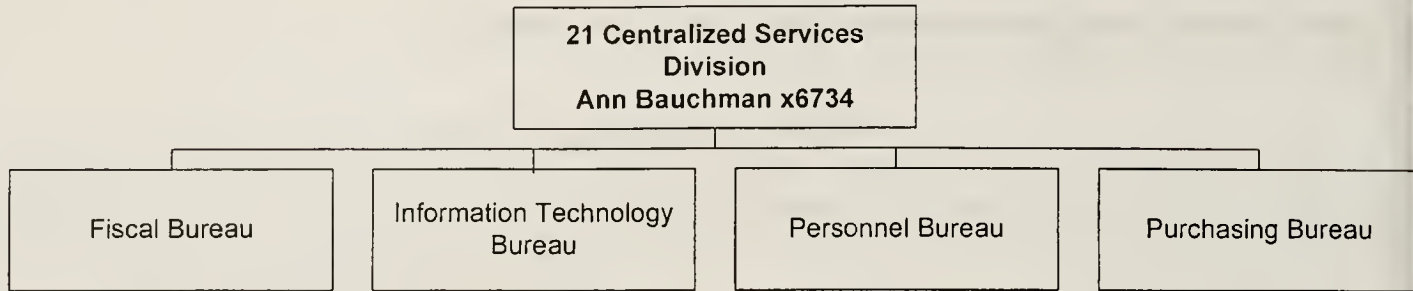 21 Centralized Services
Division
Ann Bauchman x6734
Fiscal Bureau
Information Technology
Bureau
Personnel Bureau
Purchasing Bureau